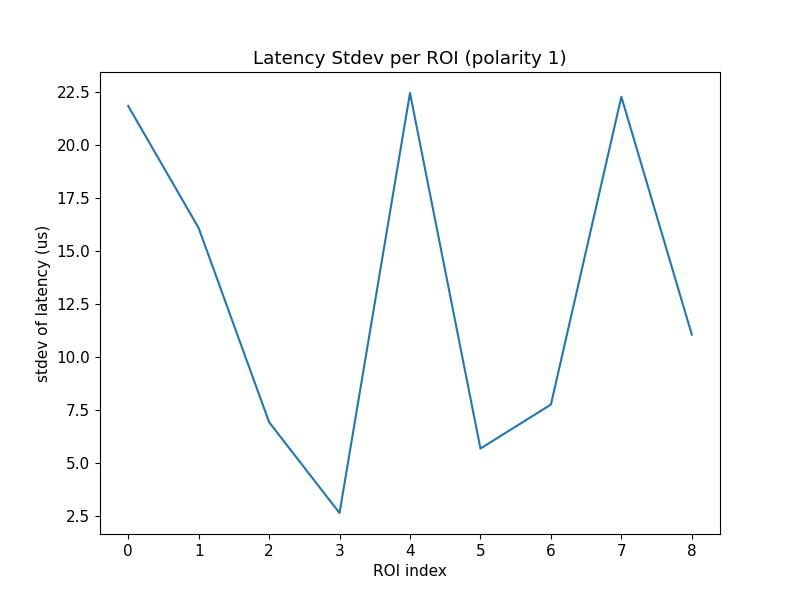 Latency Stdev per ROI (polarity 1)
22.5
20.0
17.5
15.0
12.5
10.0
7.5
5.0
2.5
stdev of latency (us)
0 1 2 3 4 5 6 7 8
ROI index